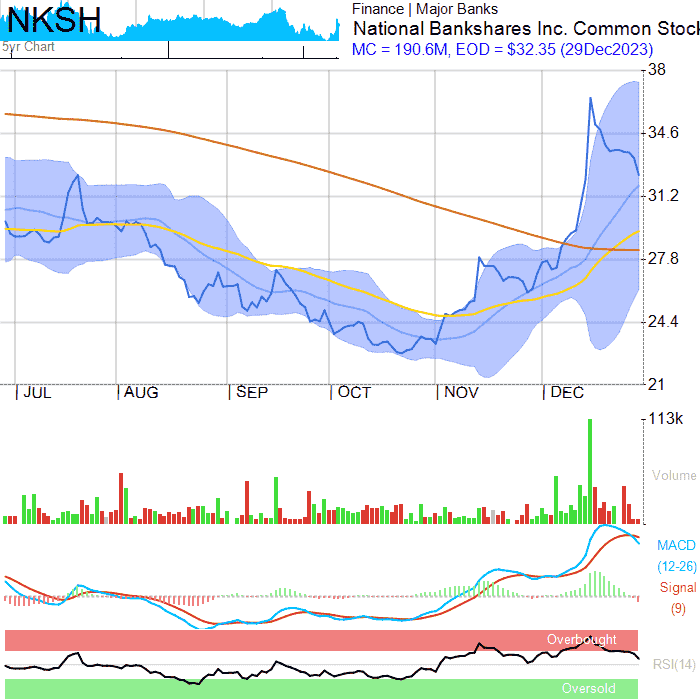 NKSH
5yr Chart
Finance | Major Banks
National Bankshares Inc. Common Stock
MC = 190.6M, EOD = $32.35 (29Dec2023)
38
34.6
31.2
27.8
24.4
21
JUL AUG SEP OCT NOV DEC
113k
Volume
MACD
(12-26)
Signal
(9)
Overbought
RSI(14)
Oversold